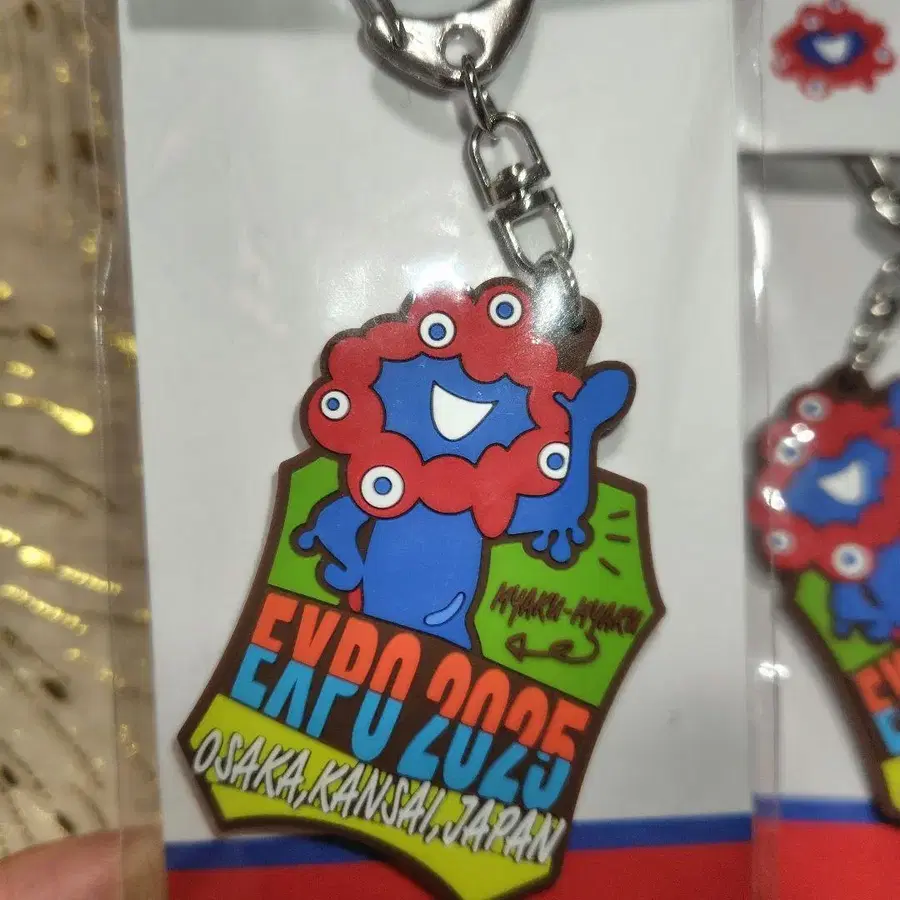 MYAKU-MYAKU
EXPO 2025
OSAKA, KANSAI, JAPAN